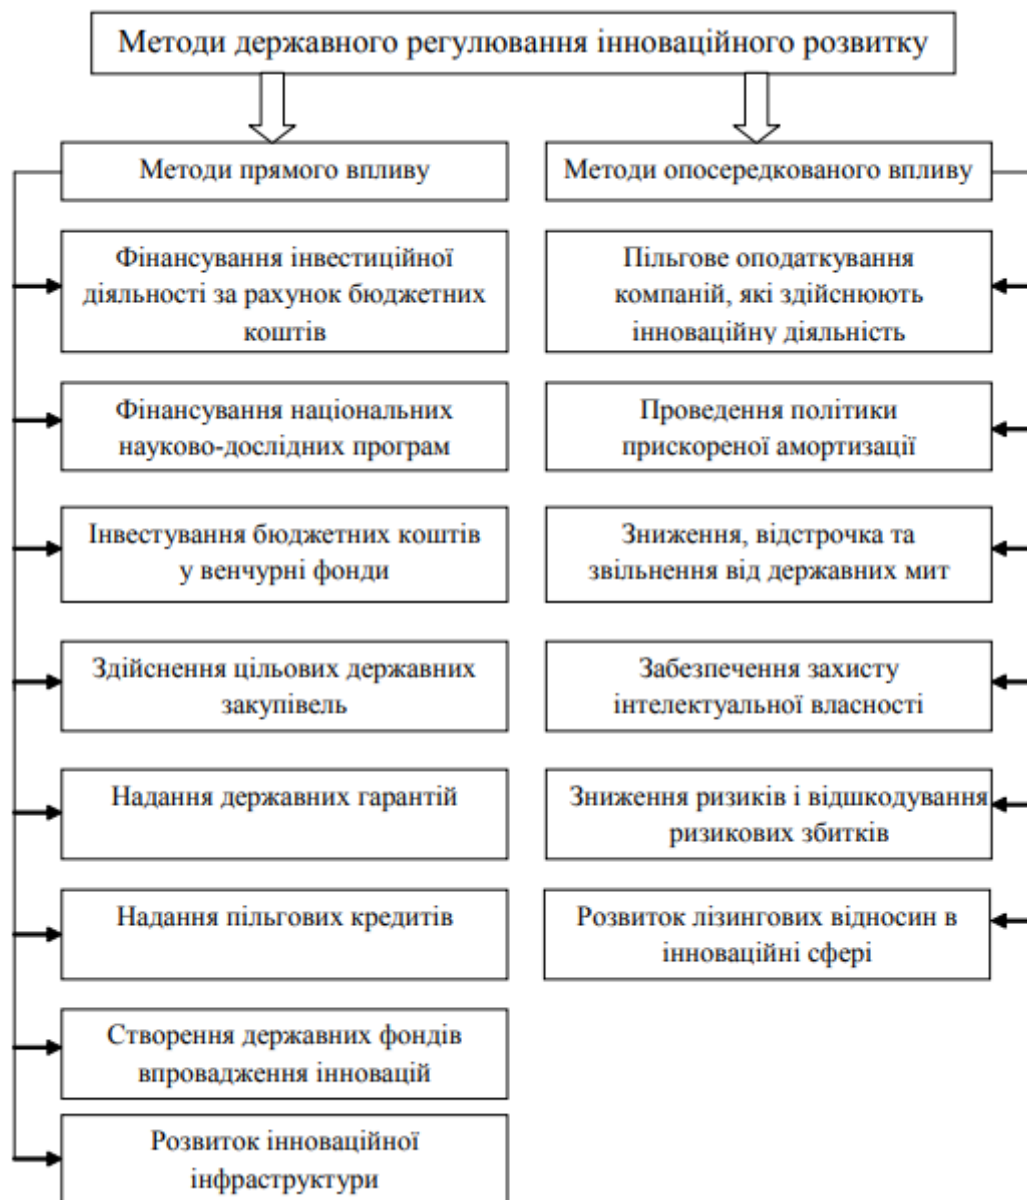 Методи державного регулювання інноваційного розвитку
Методи прямого впливу
Фінансування інвестиційної
діяльності за рахунок бюджетних
коштів
Фінансування національних
науково-дослідних програм
Інвестування бюджетних коштів
у венчурні фонди
Здійснення цільових державних
закупівель
Надання державних гарантій
Надання пільгових кредитів
Створення державних фондів
впровадження інновацій
Розвиток інноваційної
інфраструктури
Методи опосередкованого впливу
Пільгове оподаткування
компаній, які здійснюють
інноваційну діяльність
Проведення політики
прискореної амортизації
Зниження, відстрочка та
звільнення від державних мит
Забезпечення захисту
інтелектуальної власності
Зниження ризиків і відшкодування
ризикових збитків
Розвиток лізингових відносин в
інноваційні сфері